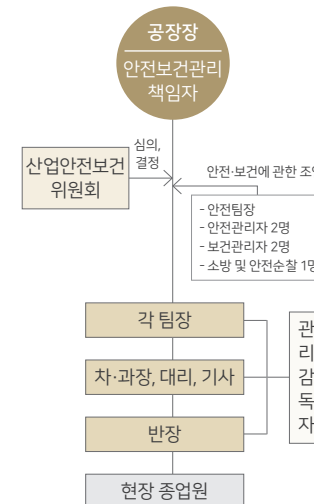 공장장
안전보건관리
책임자
심의,
결정
산업안전보건
위원회
안전·보건에 관한
- 안전팀장
- 안전관리자 2명
- 보건관리자 2명
- 소방 및 안전순찰 1명
각 팀장
차·과장, 대리, 기사
반장
관
리
감
독
자
현장 종업원